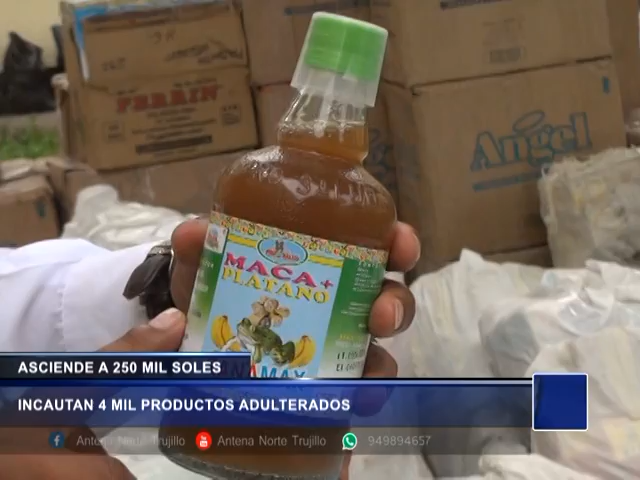 FERRIN
Angel
MACA+
PLATANO
ASCIENDE A 250 MIL SOLES
INCAUTAN 4 MIL PRODUCTOS ADULTERADOS
Antena Norte Trujillo
Antena Norte Trujillo
949894657